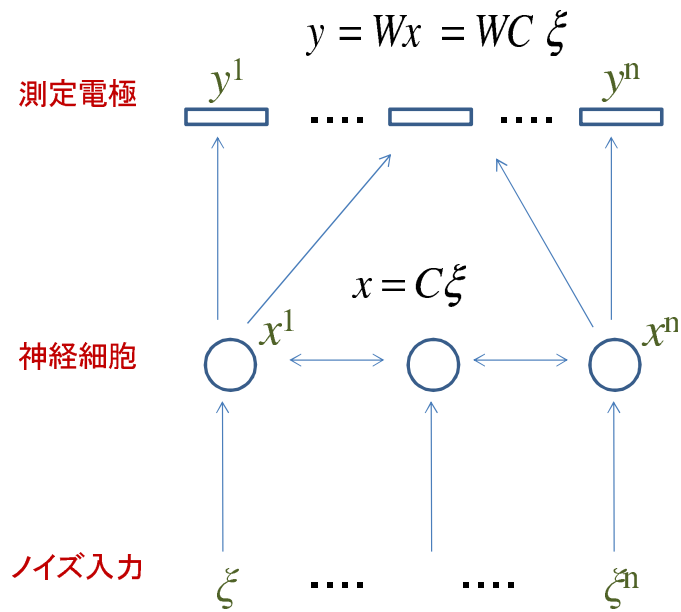 y = Wx = WC ξ
測定電極
y¹
yⁿ
.... ....
x = Cξ
神経細胞
x¹
xⁿ
ノイズ入力
ξ
.... ....
ξⁿ